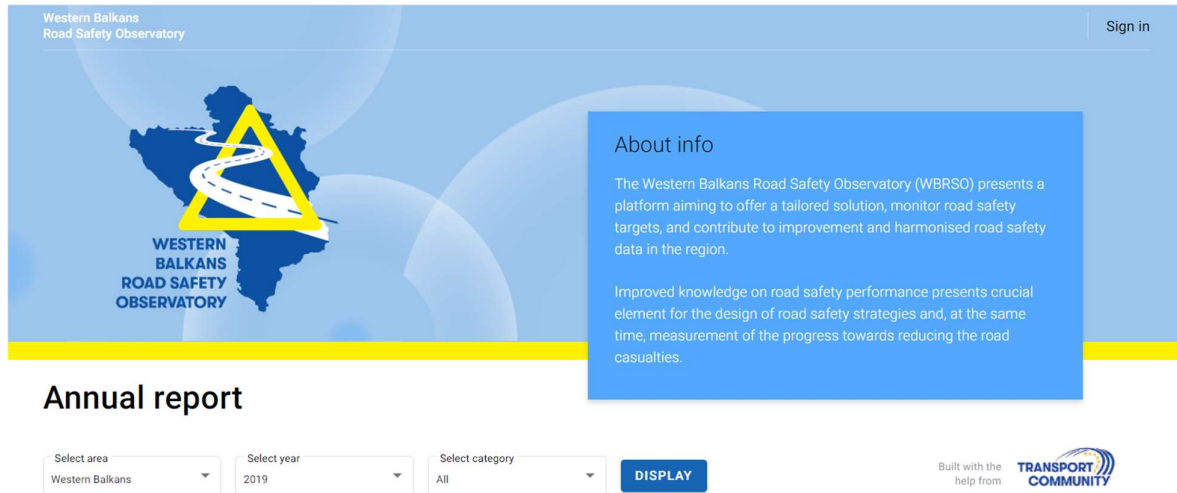 Western Balkans
Road Safety Observatory
Sign in
WESTERN
BALKANS
ROAD SAFETY
OBSERVATORY
About info
The Western Balkans Road Safety Observatory (WBRSO) presents a
platform aiming to offer a tailored solution, monitor road safety
targets, and contribute to improvement and harmonised road safety
data in the region.
Improved knowledge on road safety performance presents crucial
element for the design of road safety strategies and, at the same
time, measurement of the progress towards reducing the road
casualties.
Annual report
Select area
Western Balkans
Select year
2019
Select category
All
DISPLAY
Built with the
help from
TRANSPORT
COMMUNITY